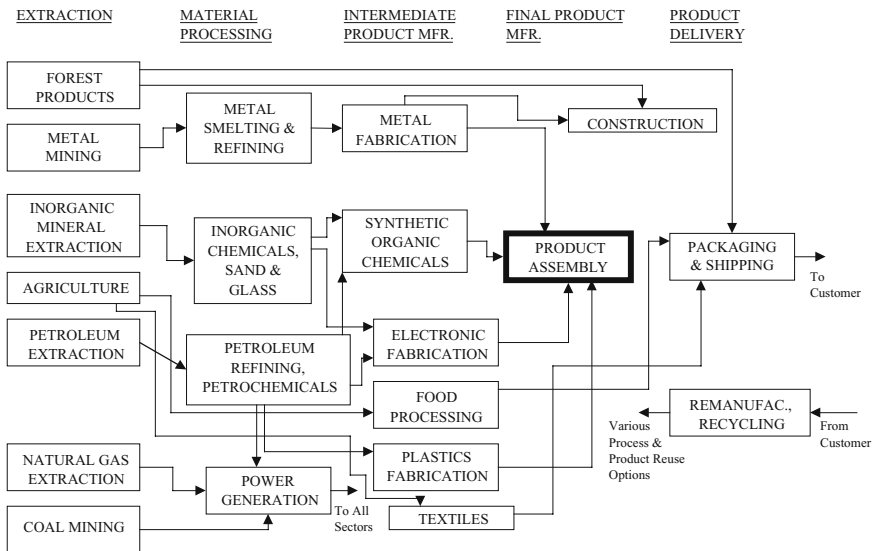 EXTRACTION
MATERIAL
PROCESSING
INTERMEDIATE
PRODUCT MFR.
FINAL PRODUCT
MFR.
PRODUCT
DELIVERY
FOREST
PRODUCTS
METAL
MINING
METAL
SMELTING &
REFINING
METAL
FABRICATION
CONSTRUCTION
INORGANIC
MINERAL
EXTRACTION
INORGANIC
CHEMICALS,
SAND &
GLASS
SYNTHETIC
ORGANIC
CHEMICALS
PRODUCT
ASSEMBLY
PACKAGING
& SHIPPING
To
Customer
AGRICULTURE
PETROLEUM
EXTRACTION
PETROLEUM
REFINING,
PETROCHEMICALS
ELECTRONIC
FABRICATION
FOOD
PROCESSING
REMANUFAC.,
RECYCLING
Various
Process &
Product Reuse
Options
From
Customer
NATURAL GAS
EXTRACTION
POWER
GENERATION
PLASTICS
FABRICATION
To All
Sectors
TEXTILES
COAL MINING